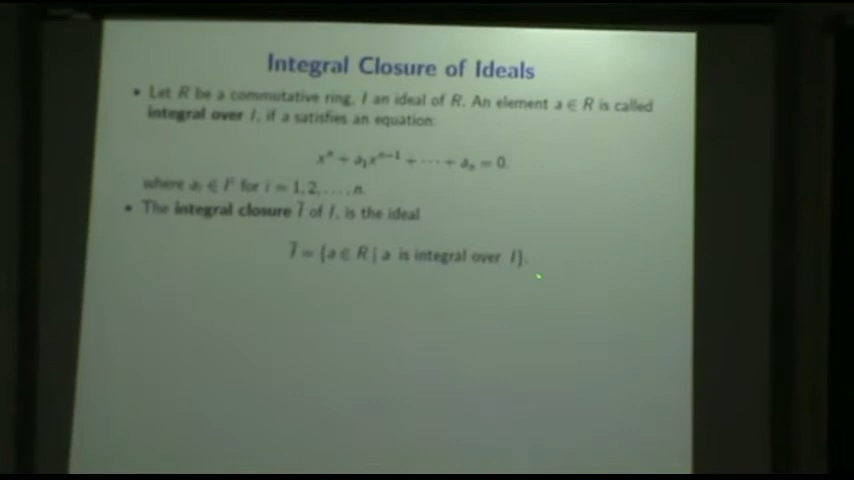 Integral Closure of Ideals
• Let R be a commutative ring, I an ideal of R. An element a ∈ R is called
integral over I, if a satisfies an equation:
xⁿ + a₁xⁿ⁻¹ + ⋯ + aₙ = 0.
where aᵢ ∈ Iⁱ for i = 1, 2, . . . , n.
• The integral closure Ī of I, is the ideal
Ī = {a ∈ R | a is integral over I}.